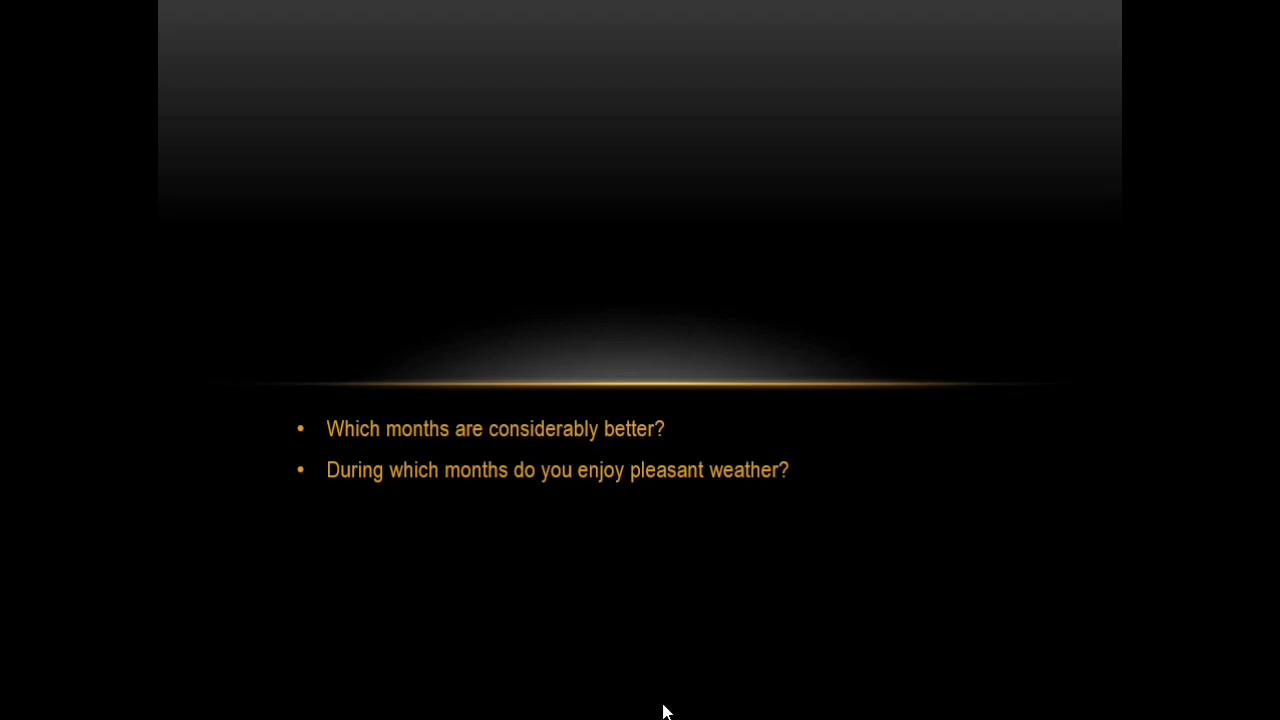 • Which months are considerably better?
• During which months do you enjoy pleasant weather?